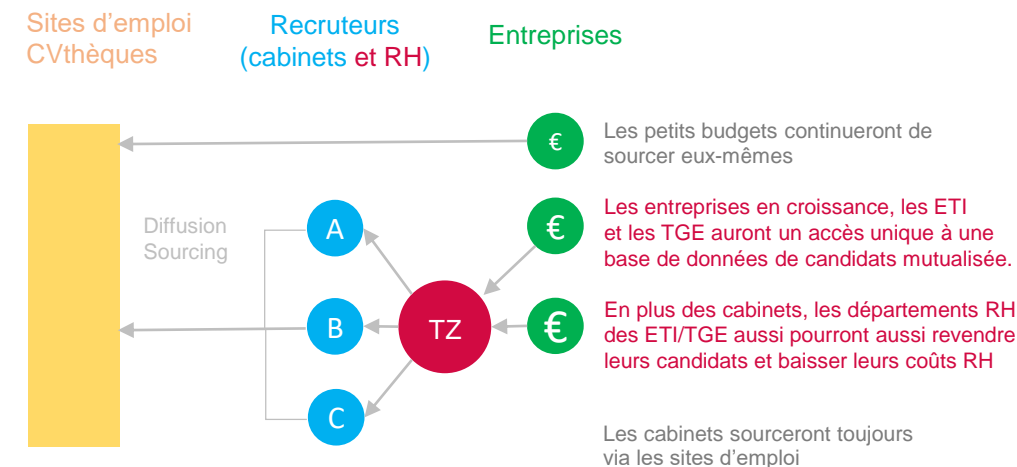 Sites d'emploi
CVthèques
Recruteurs
(cabinets et RH)
Entreprises
€
Les petits budgets continueront de
sourcer eux-mêmes
Diffusion
Sourcing
A
€
Les entreprises en croissance, les ETI
et les TGE auront un accès unique à une
base de données de candidats mutualisée.
B
TZ
€
En plus des cabinets, les départements RH
des ETI/TGE aussi pourront aussi revendre
leurs candidats et baisser leurs coûts RH
C
Les cabinets sourceront toujours
via les sites d'emploi